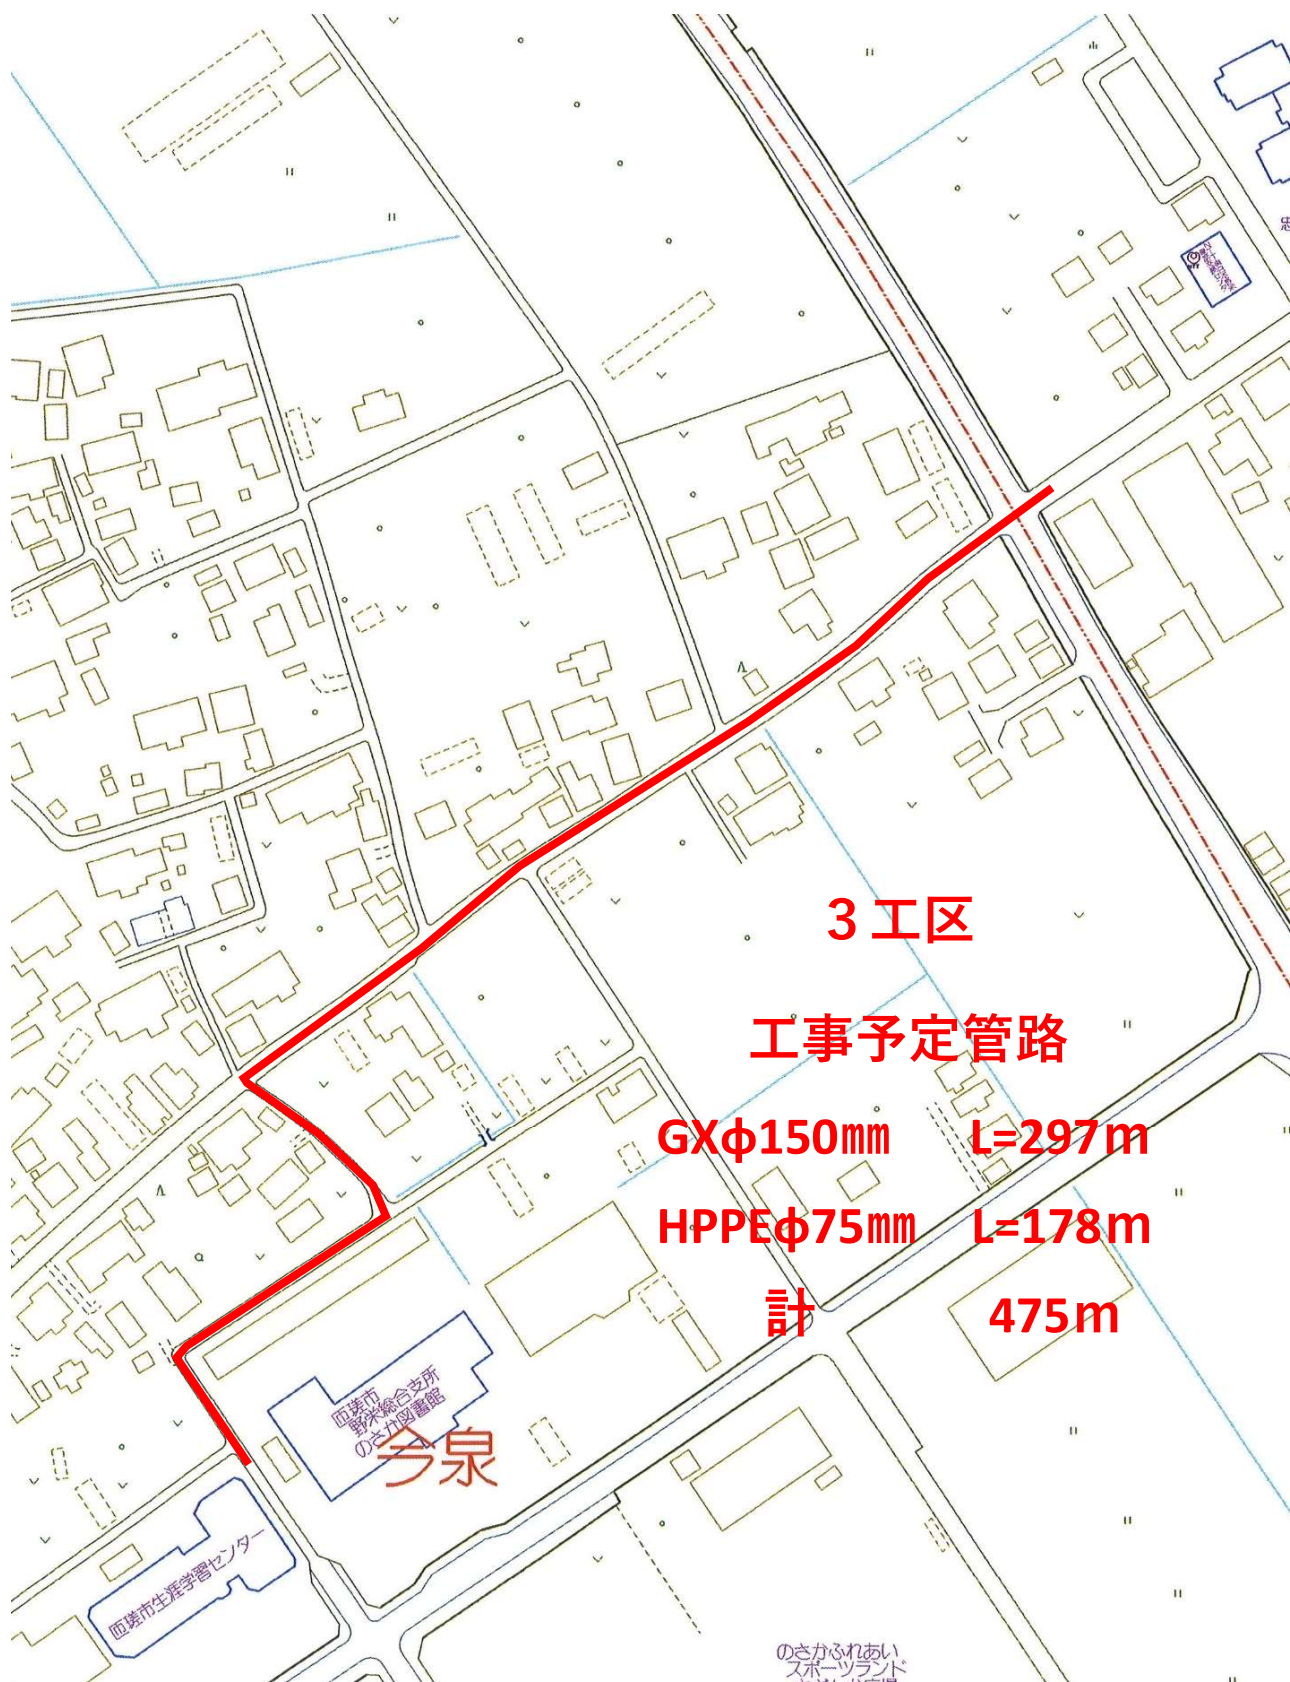 忠
NTT
3工区
工事予定管路
GXφ150㎜ L=297m
HPPEφ75㎜ L=178m
計 475m
匝瑳市
野栄総合支所
のさか図書館
今泉
匝瑳市生涯学習センター
のさかふれあい
スポーツランド